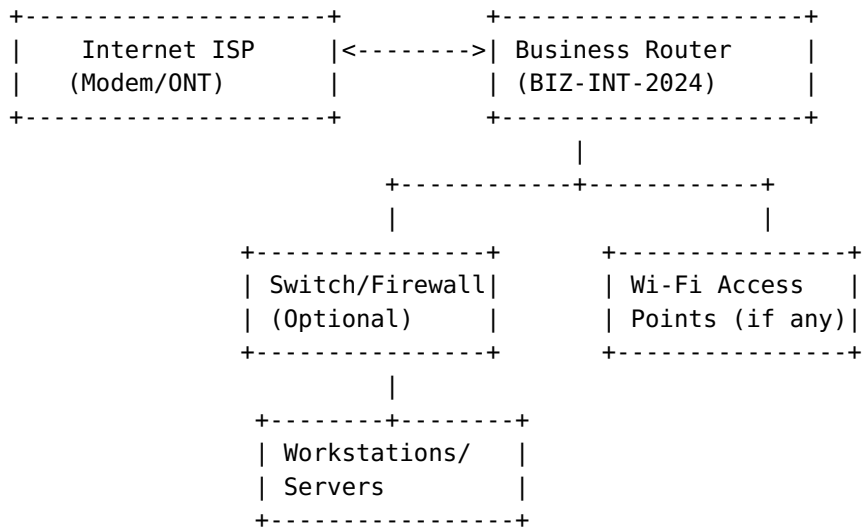 Internet ISP
(Modem/ONT)
Business Router
(BIZ-INT-2024)
Switch/Firewall
(Optional)
Wi-Fi Access
Points (if any)
Workstations/
Servers